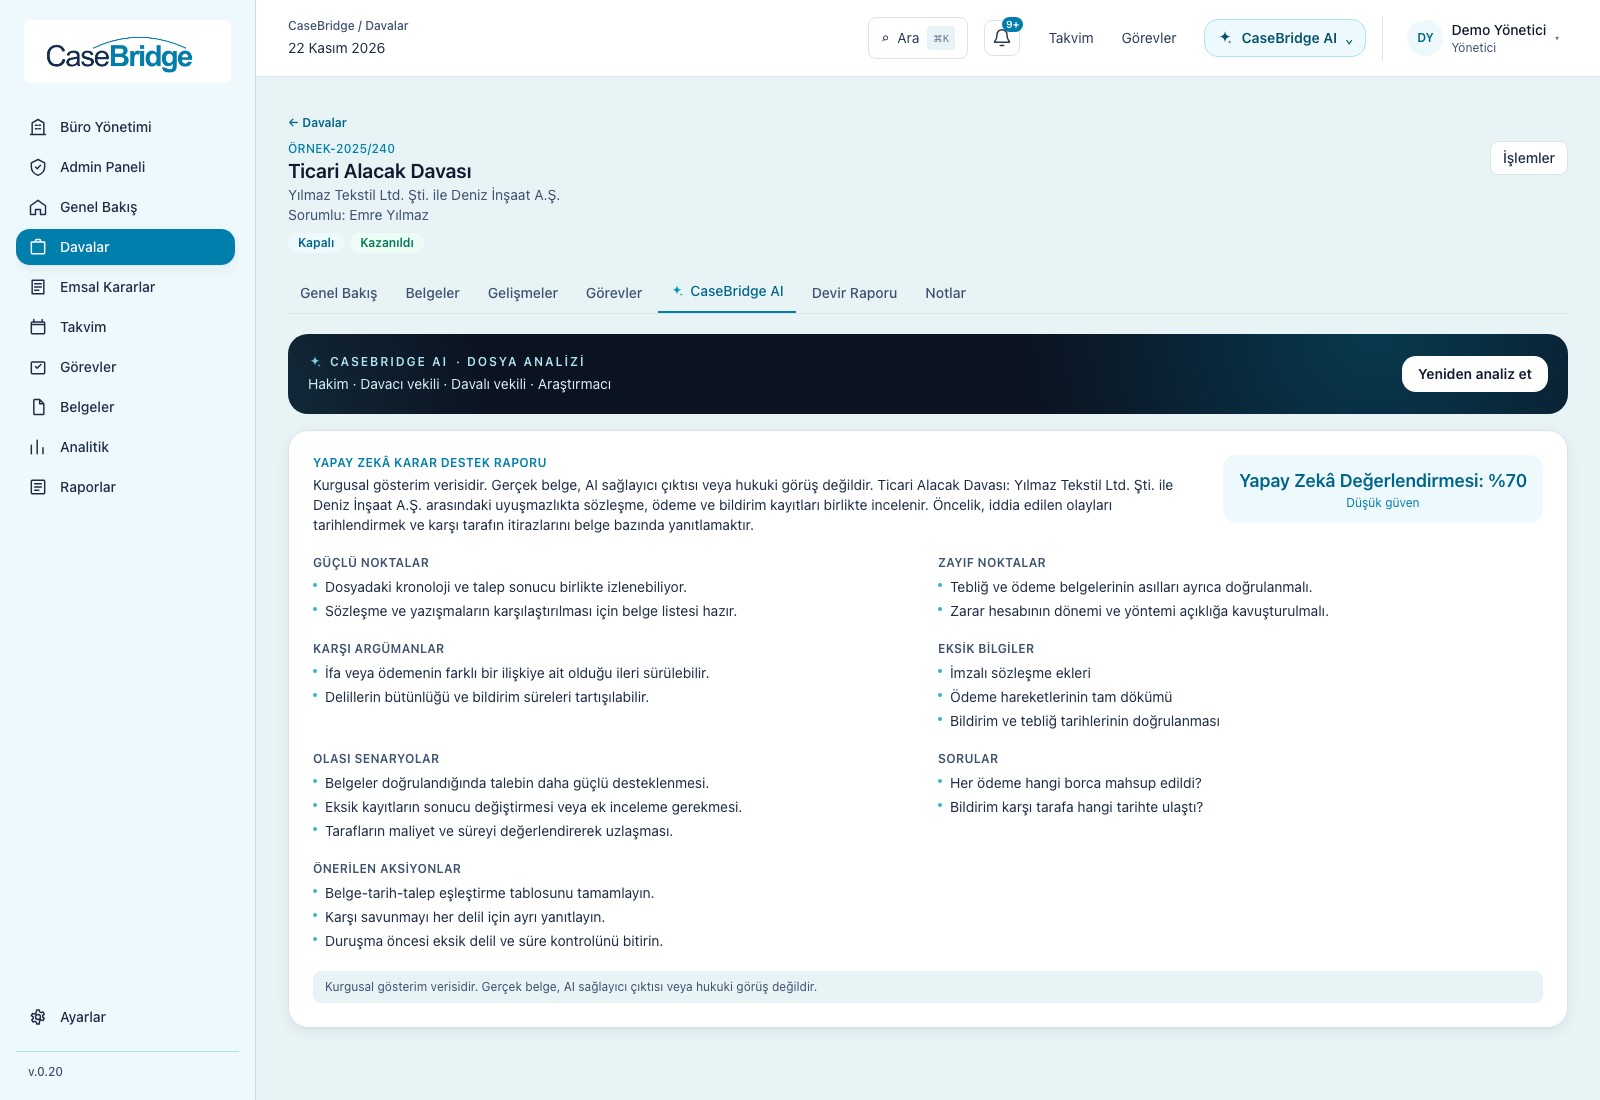 CaseBridge
Büro Yönetimi
Admin Paneli
Genel Bakış
Davalar
Emsal Kararlar
Takvim
Görevler
Belgeler
Analitik
Raporlar
Ayarlar
v.0.20
CaseBridge / Davalar
22 Kasım 2026
Ara ⌘K
9+
Takvim
Görevler
CaseBridge AI
DY
Demo Yönetici
Yönetici
← Davalar
ÖRNEK-2025/240
Ticari Alacak Davası
Yılmaz Tekstil Ltd. Şti. ile Deniz İnşaat A.Ş.
Sorumlu: Emre Yılmaz
Kapalı Kazanıldı
İşlemler
Genel Bakış Belgeler Gelişmeler Görevler CaseBridge AI Devir Raporu Notlar
CASEBRIDGE AI · DOSYA ANALİZİ
Hakim · Davacı vekili · Davalı vekili · Araştırmacı
Yeniden analiz et
YAPAY ZEKÂ KARAR DESTEK RAPORU
Kurgusal gösterim verisidir. Gerçek belge, AI sağlayıcı çıktısı veya hukuki görüş değildir. Ticari Alacak Davası: Yılmaz Tekstil Ltd. Şti. ile
Deniz İnşaat A.Ş. arasındaki uyuşmazlıkta sözleşme, ödeme ve bildirim kayıtları birlikte incelenir. Öncelik, iddia edilen olayları
tarihlendirmek ve karşı tarafın itirazlarını belge bazında yanıtlamaktır.
Yapay Zekâ Değerlendirmesi: %70
Düşük güven
GÜÇLÜ NOKTALAR
• Dosyadaki kronoloji ve talep sonucu birlikte izlenebiliyor.
• Sözleşme ve yazışmaların karşılaştırılması için belge listesi hazır.
ZAYIF NOKTALAR
• Tebliğ ve ödeme belgelerinin asılları ayrıca doğrulanmalı.
• Zarar hesabının dönemi ve yöntemi açıklığa kavuşturulmalı.
KARŞI ARGÜMANLAR
• İfa veya ödemenin farklı bir ilişkiye ait olduğu ileri sürülebilir.
• Delillerin bütünlüğü ve bildirim süreleri tartışılabilir.
EKSİK BİLGİLER
• İmzalı sözleşme ekleri
• Ödeme hareketlerinin tam dökümü
• Bildirim ve tebliğ tarihlerinin doğrulanması
OLASI SENARYOLAR
• Belgeler doğrulandığında talebin daha güçlü desteklenmesi.
• Eksik kayıtların sonucu değiştirmesi veya ek inceleme gerekmesi.
• Tarafların maliyet ve süreyi değerlendirerek uzlaşması.
SORULAR
• Her ödeme hangi borca mahsup edildi?
• Bildirim karşı tarafa hangi tarihte ulaştı?
ÖNERİLEN AKSİYONLAR
• Belge-tarih-talep eşleştirme tablosunu tamamlayın.
• Karşı savunmayı her delil için ayrı yanıtlayın.
• Duruşma öncesi eksik delil ve süre kontrolünü bitirin.
Kurgusal gösterim verisidir. Gerçek belge, AI sağlayıcı çıktısı veya hukuki görüş değildir.